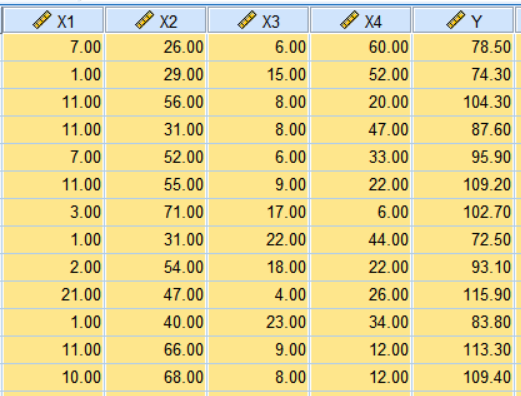 X1 X2 X3 X4 Y
7.00 26.00 6.00 60.00 78.50
1.00 29.00 15.00 52.00 74.30
11.00 56.00 8.00 20.00 104.30
11.00 31.00 8.00 47.00 87.60
7.00 52.00 6.00 33.00 95.90
11.00 55.00 9.00 22.00 109.20
3.00 71.00 17.00 6.00 102.70
1.00 31.00 22.00 44.00 72.50
2.00 54.00 18.00 22.00 93.10
21.00 47.00 4.00 26.00 115.90
1.00 40.00 23.00 34.00 83.80
11.00 66.00 9.00 12.00 113.30
10.00 68.00 8.00 12.00 109.40